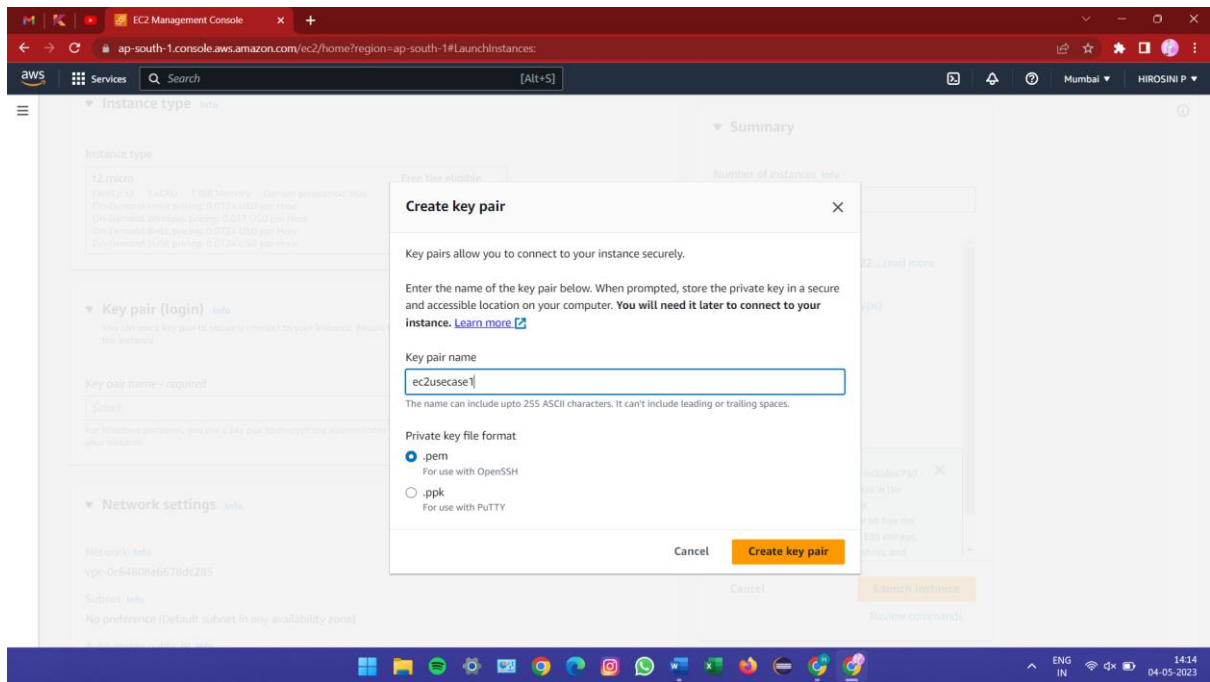 EC2 Management Console
ap-south-1.console.aws.amazon.com/ec2/home?region=ap-south-1#LaunchInstances:
aws
Services
Search
[Alt+S]
Mumbai
HIROSINI P
Instance type Info
Summary
Instance type
t2.micro
Free tier eligible
Number of instances Info
Create key pair
Key pairs allow you to connect to your instance securely.
Enter the name of the key pair below. When prompted, store the private key in a secure
and accessible location on your computer. You will need it later to connect to your
instance. Learn more
Key pair name
ec2usecase1
The name can include upto 255 ASCII characters. It can't include leading or trailing spaces.
Private key file format
.pem
For use with OpenSSH
.ppk
For use with PuTTY
Cancel
Create key pair
Key pair (login) Info
Key pair name - required
Select
Network settings Info
Network Info
Subnet Info
No preference (Default subnet in any availability zone)
Cancel
Launch instance
Review commands
ENG
IN
14:14
04-05-2023